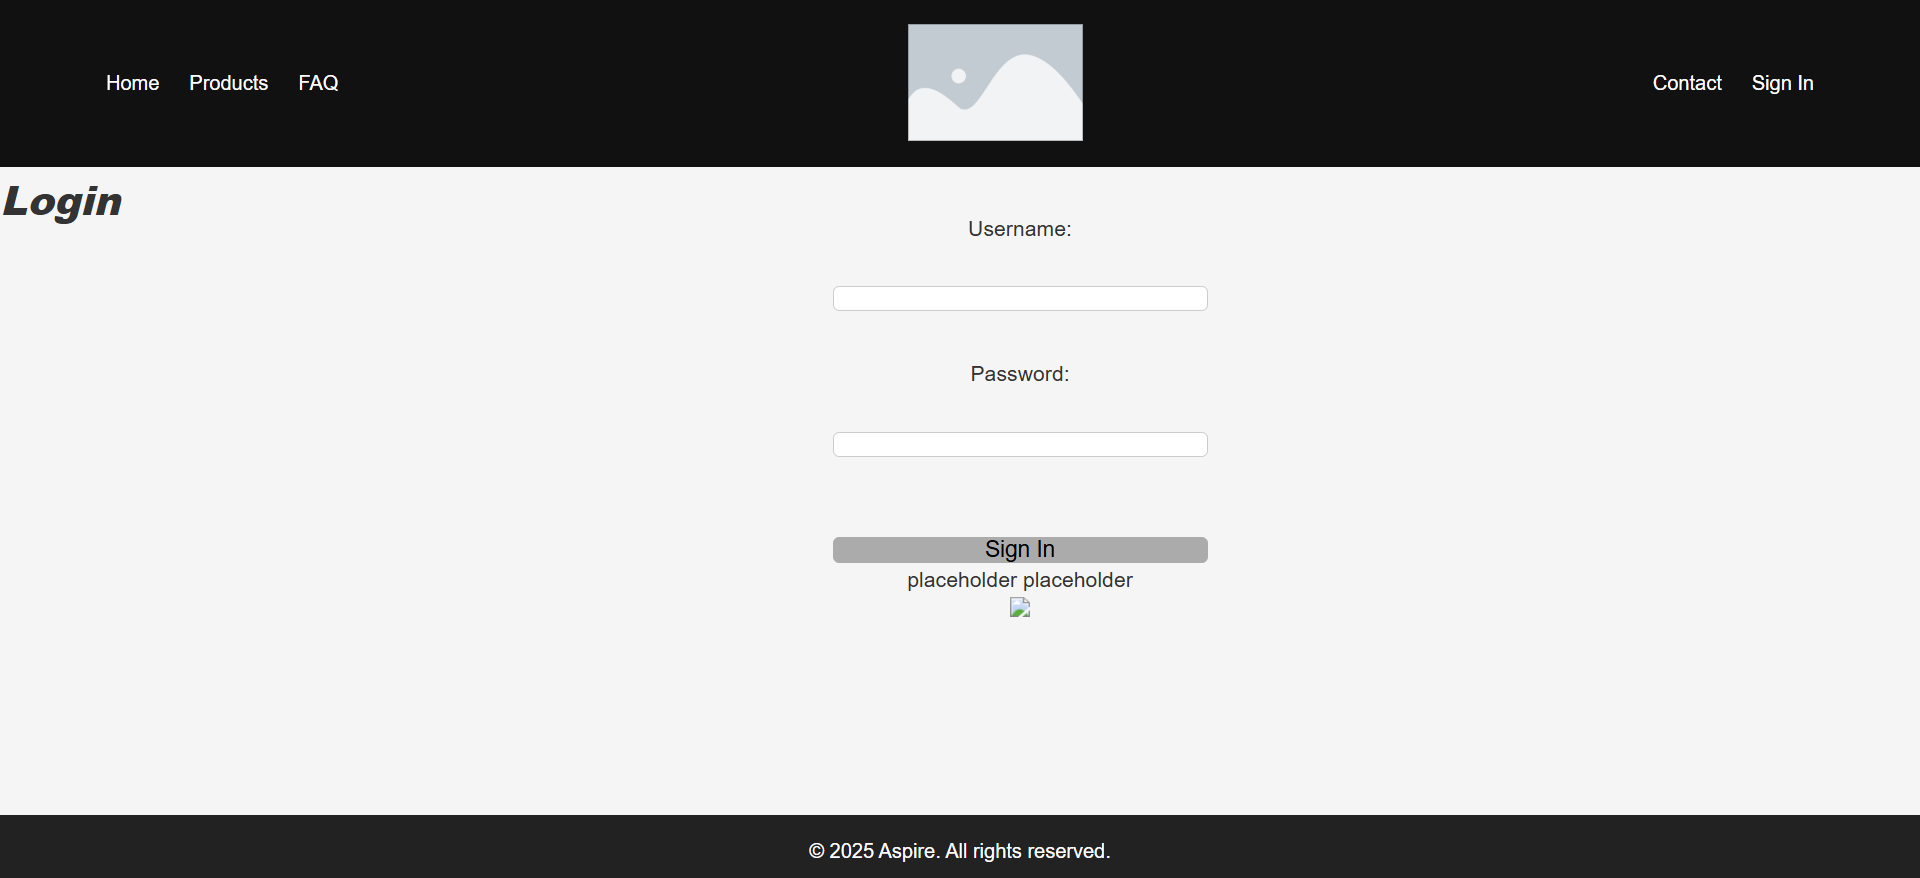 Home Products FAQ Contact Sign In
Login
Username:
Password:
Sign In
placeholder placeholder
© 2025 Aspire. All rights reserved.